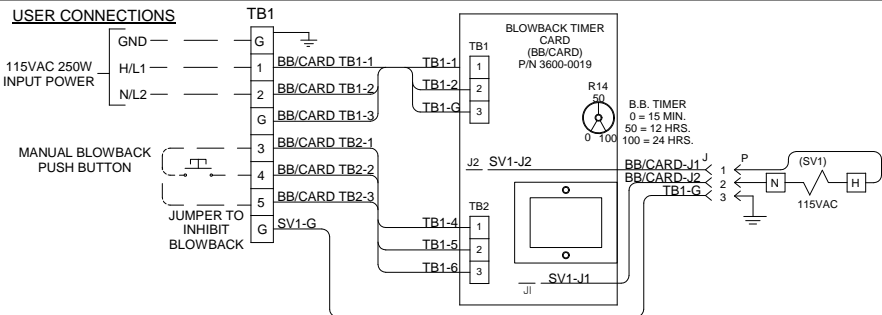 USER CONNECTIONS
TB1
GND
G
115VAC 250W
INPUT POWER
H/L1
1
BB/CARD TB1-1
N/L2
2
BB/CARD TB1-2
G
BB/CARD TB1-3
MANUAL BLOWBACK
PUSH BUTTON
3
BB/CARD TB2-1
4
BB/CARD TB2-2
5
BB/CARD TB2-3
JUMPER TO
INHIBIT
BLOWBACK
G
SV1-G
BLOWBACK TIMER
CARD
(BB/CARD)
P/N 3600-0019
TB1
TB1-1
1
TB1-2
2
TB1-G
3
R14
50
0
100
B.B. TIMER
0 = 15 MIN.
50 = 12 HRS.
100 = 24 HRS.
J2
SV1-J2
TB2
TB1-4
1
TB1-5
2
TB1-6
3
SV1-J1
JI
BB/CARD-J1
BB/CARD-J2
TB1-G
J
P
1
2
3
N
(SV1)
H
115VAC